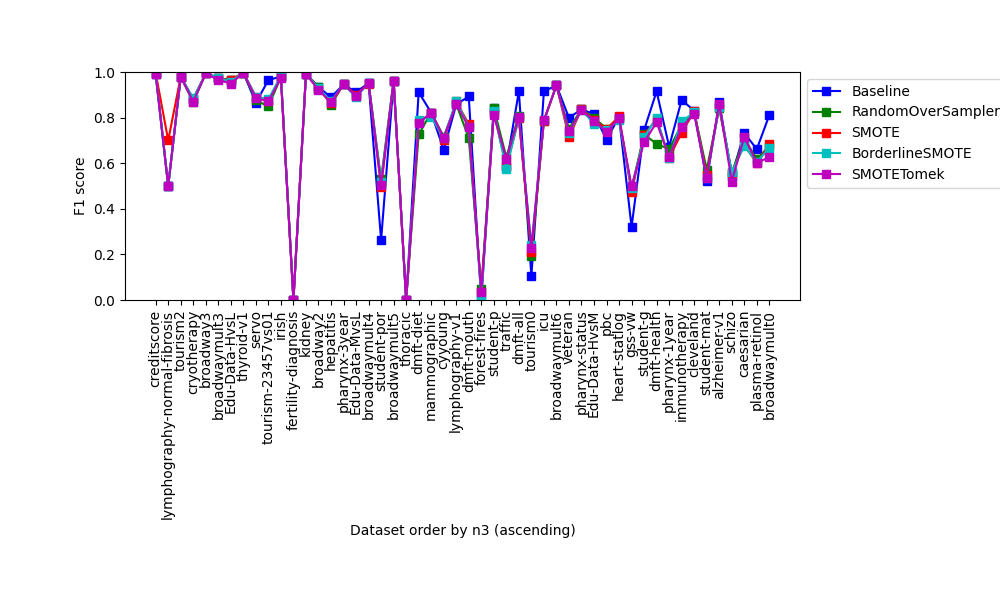 Baseline
RandomOverSampler
SMOTE
BorderlineSMOTE
SMOTETomek
F1 score
1.0
0.8
0.6
0.4
0.2
0.0
creditscore
lymphography-normal-fibrosis
tourism2
cryotherapy
broadway3
broadwaymult3
Edu-Data-HvsL
thyroid-v1
servo
tourism-23457vs01
irish
fertility-diagnosis
kidney
broadway2
hepatitis
pharynx-3year
Edu-Data-MvsL
broadwaymult4
student-por
broadwaymult5
thoracic
dmft-diet
mammographic
cryoung
lymphography-v1
dmft-mouth
forest-fires
student-p
traffic
dmft-all
tourism0
icu
broadwaymult6
Veteran
pharynx-status
Edu-Data-HvsM
pbc
heart-statlog
gss-vw
student-g
dmft-health
pharynx-1year
immunotherapy
cleveland
student-mat
alzheimer-v1
schizo
caesarian
plasma-retinol
broadwaymult0
Dataset order by n3 (ascending)